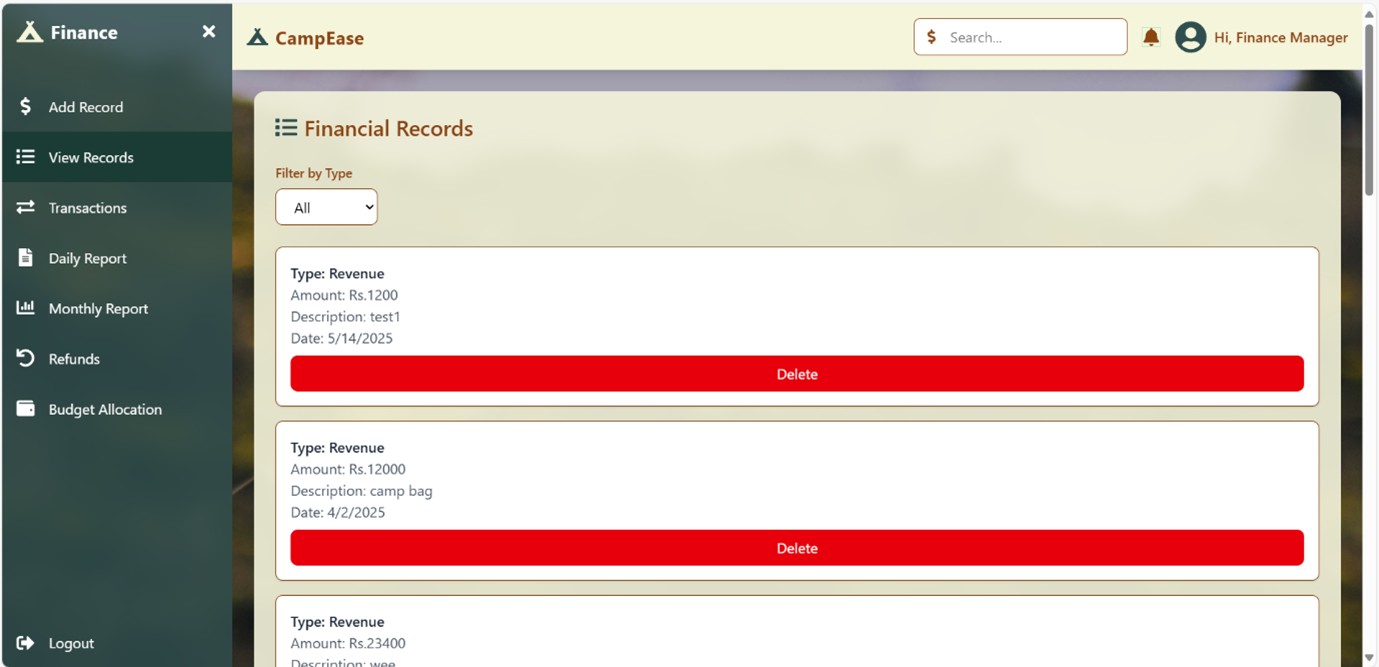 Finance
Add Record
View Records
Transactions
Daily Report
Monthly Report
Refunds
Budget Allocation
Logout
CampEase
$ Search...
Hi, Finance Manager
Financial Records
Filter by Type
All
Type: Revenue
Amount: Rs.1200
Description: test1
Date: 5/14/2025
Delete
Type: Revenue
Amount: Rs.12000
Description: camp bag
Date: 4/2/2025
Delete
Type: Revenue
Amount: Rs.23400
Description: wee